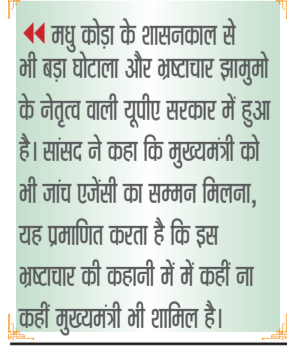 मधु कोड़ा के शासनकाल से
भी बड़ा घोटाला और भ्रष्टाचार झामुमो
के नेतृत्व वाली यूपीए सरकार में हुआ
है। सांसद ने कहा कि मुख्यमंत्री को
भी जांच एजेंसी का सम्मन मिलना,
यह प्रमाणित करता है कि इस
भ्रष्टाचार की कहानी में में कहीं ना
कहीं मुख्यमंत्री भी शामिल है।